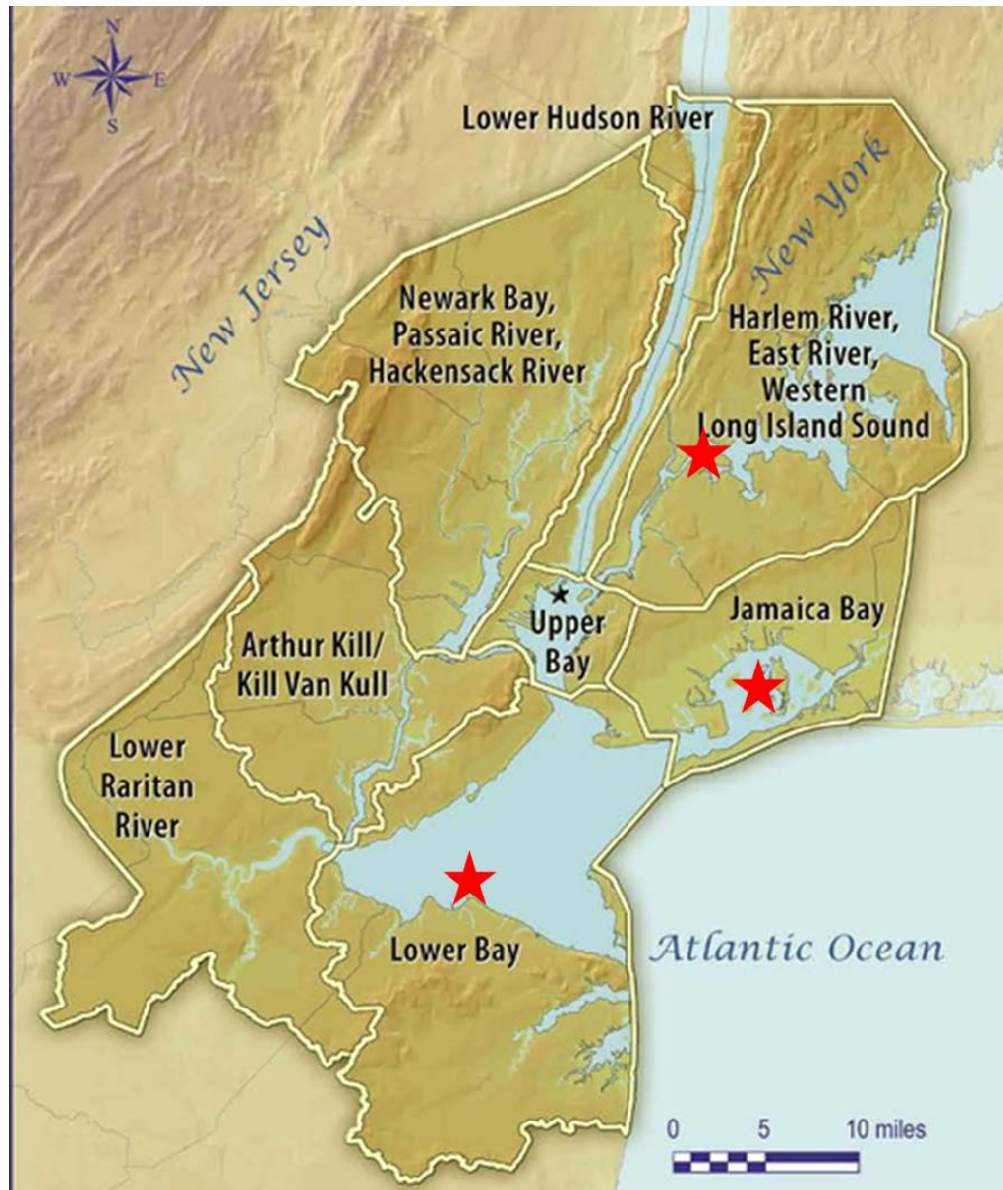 N
W E
S
Lower Hudson River
New York
New Jersey
Newark Bay,
Passaic River,
Hackensack River
Harlem River,
East River,
Western
Long Island Sound
Jamaica Bay
Upper
Bay
Arthur Kill/
Kill Van Kull
Lower
Raritan
River
Lower Bay
Atlantic Ocean
0 5 10 miles